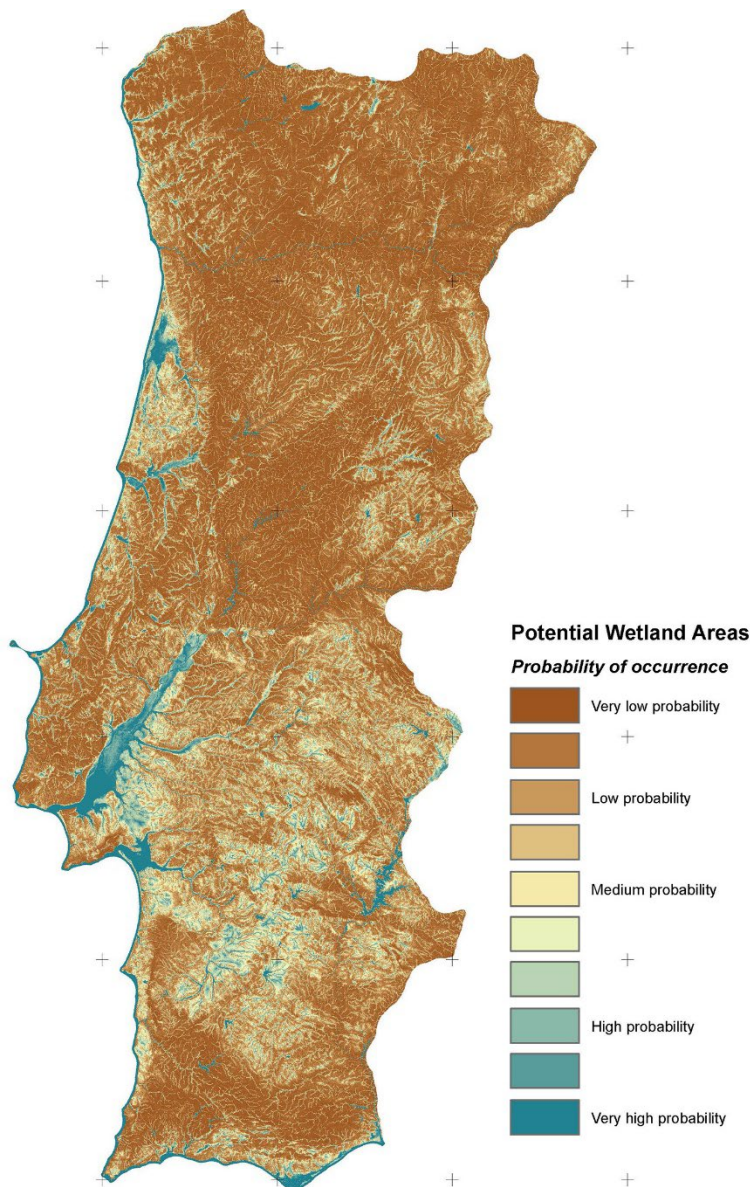 Potential Wetland Areas
Probability of occurrence
Very low probability
Low probability
Medium probability
High probability
Very high probability